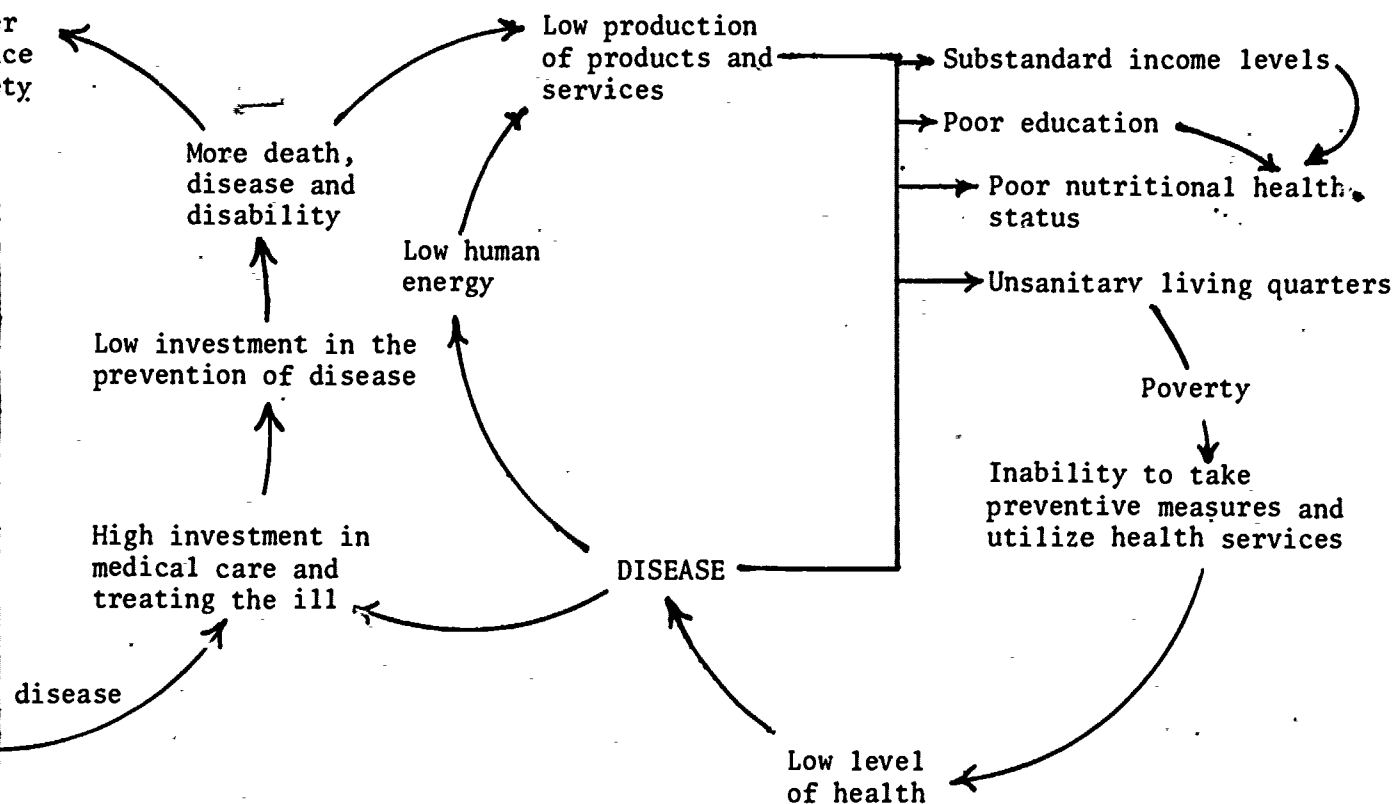 Low production
of products and
services
Substandard income levels
Poor education
Poor nutritional health
status
Unsanitary living quarters
More death,
disease and
disability
Low human
energy
Low investment in the
prevention of disease
Poverty
Inability to take
preventive measures and
utilize health services
High investment in
medical care and
treating the ill
DISEASE
disease
Low level
of health